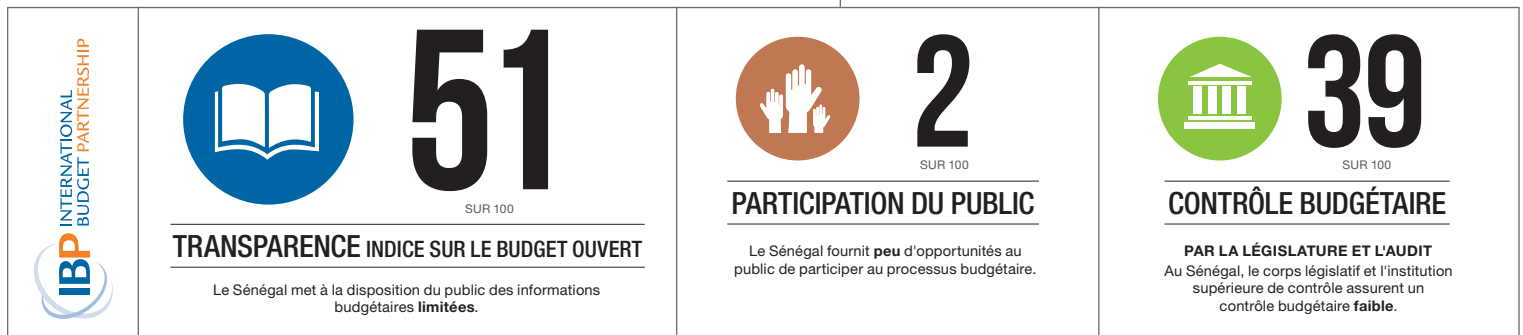 IBP INTERNATIONAL
BUDGET PARTNERSHIP
51
SUR 100
TRANSPARENCE INDICE SUR LE BUDGET OUVERT
Le Sénégal met à la disposition du public des informations
budgétaires limitées.
2
SUR 100
PARTICIPATION DU PUBLIC
Le Sénégal fournit peu d'opportunités au
public de participer au processus budgétaire.
39
SUR 100
CONTRÔLE BUDGÉTAIRE
PAR LA LÉGISLATURE ET L'AUDIT
Au Sénégal, le corps législatif et l'institution
supérieure de contrôle assurent un
contrôle budgétaire faible.